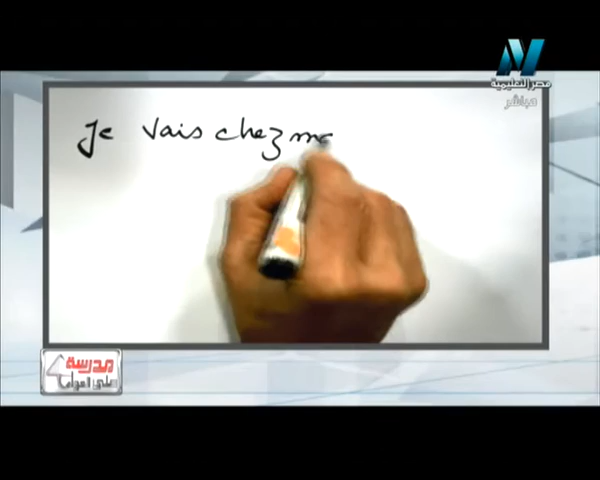 مصر التعليمية
مباشر
Je vais chez m
مدرسة
على الهواء